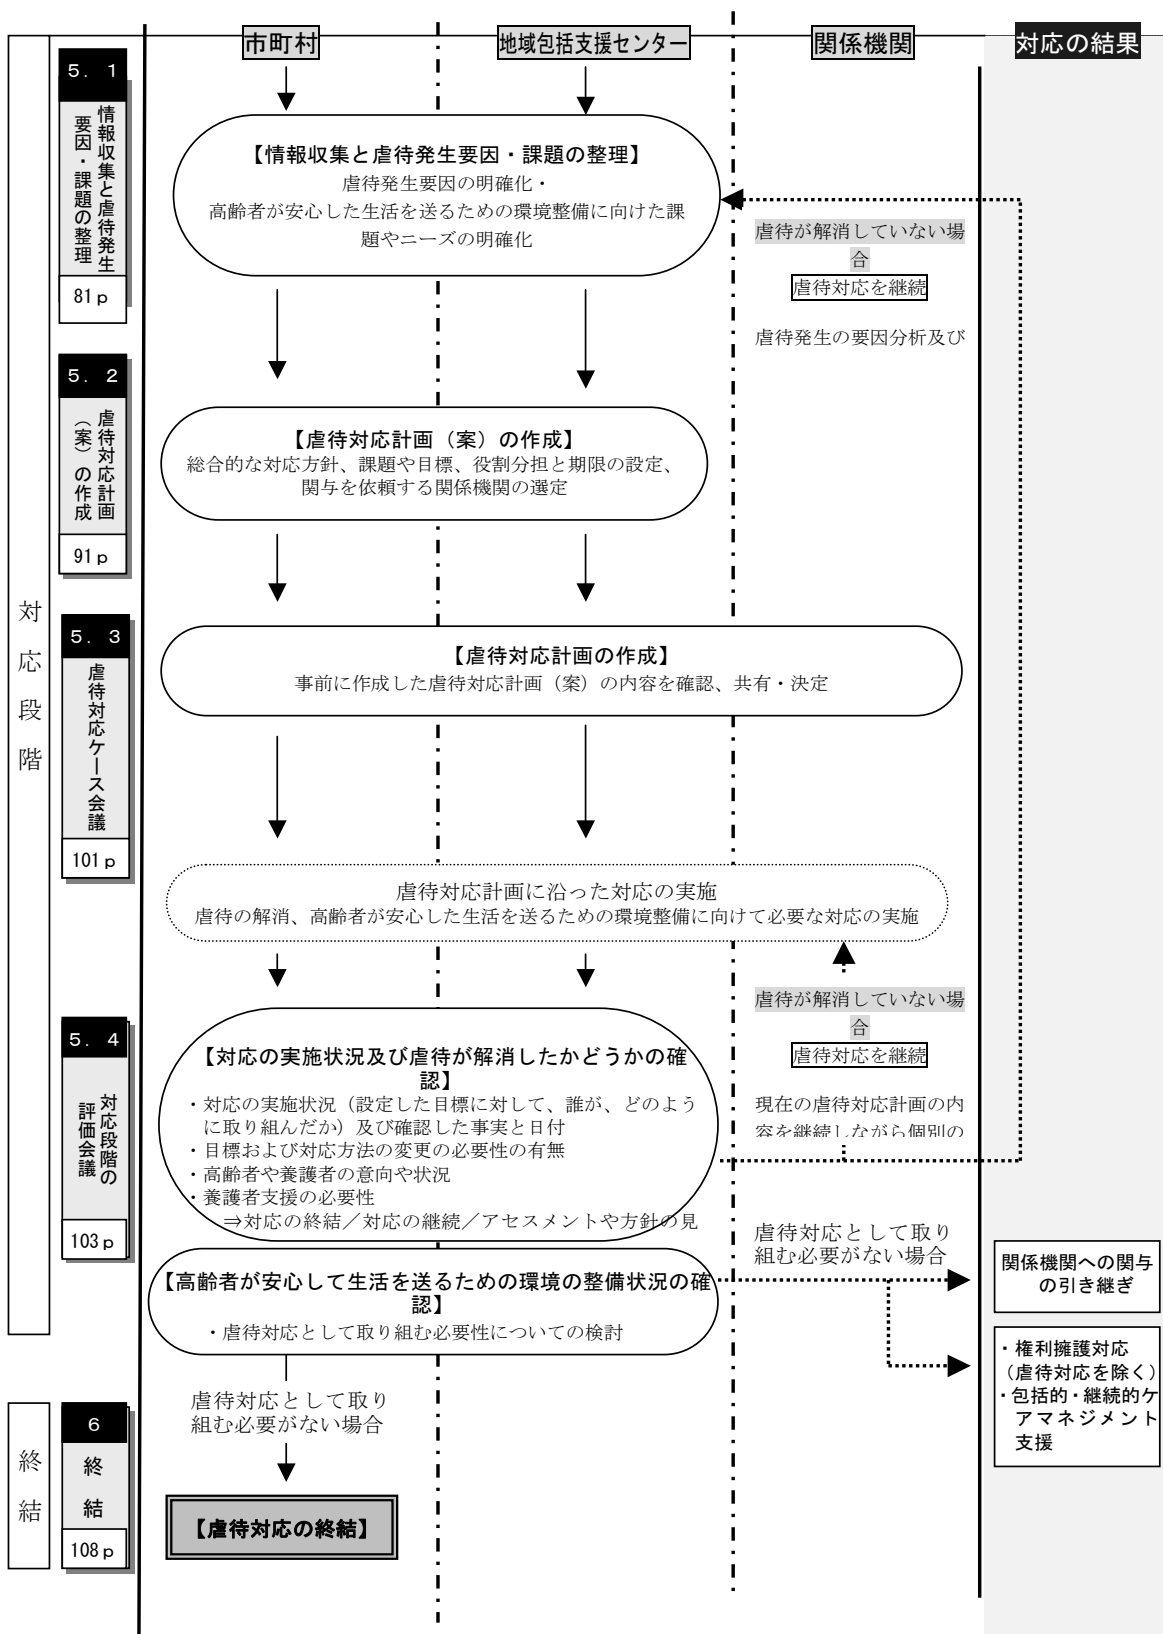 市町村
地域包括支援センター
関係機関
対応の結果
対応段階
5. 1
情報収集と虐待発生
要因・課題の整理
81p
【情報収集と虐待発生要因・課題の整理】
虐待発生要因の明確化・
高齢者が安心した生活を送るための環境整備に向けた課
題やニーズの明確化
虐待が解消していない場
合
虐待対応を継続
虐待発生の要因分析及び
5. 2
虐待対応計画
（案）の作成
91p
【虐待対応計画（案）の作成】
総合的な対応方針、課題や目標、役割分担と期限の設定、
関与を依頼する関係機関の選定
5. 3
虐待対応ケース会議
101p
【虐待対応計画の作成】
事前に作成した虐待対応計画（案）の内容を確認、共有・決定
虐待対応計画に沿った対応の実施
虐待の解消、高齢者が安心した生活を送るための環境整備に向けて必要な対応の実施
5. 4
対応段階の
評価会議
103p
【対応の実施状況及び虐待が解消したかどうかの確
認】
・対応の実施状況（設定した目標に対して、誰が、どのよう
に取り組んだか）及び確認した事実と日付
・目標および対応方法の変更の必要性の有無
・高齢者や養護者の意向や状況
・養護者支援の必要性
⇒対応の終結／対応の継続／アセスメントや方針の見
虐待が解消していない場
合
虐待対応を継続
現在の虐待対応計画の内
容を継続しながら個別の
【高齢者が安心して生活を送るための環境の整備状況の確
認】
・虐待対応として取り組む必要性についての検討
虐待対応として取り
組む必要がない場合
関係機関への関与
の引き継ぎ
・権利擁護対応
（虐待対応を除く）
・包括的・継続的ケ
アマネジメント
支援
虐待対応として取り
組む必要がない場合
終結
6
終結
108p
【虐待対応の終結】